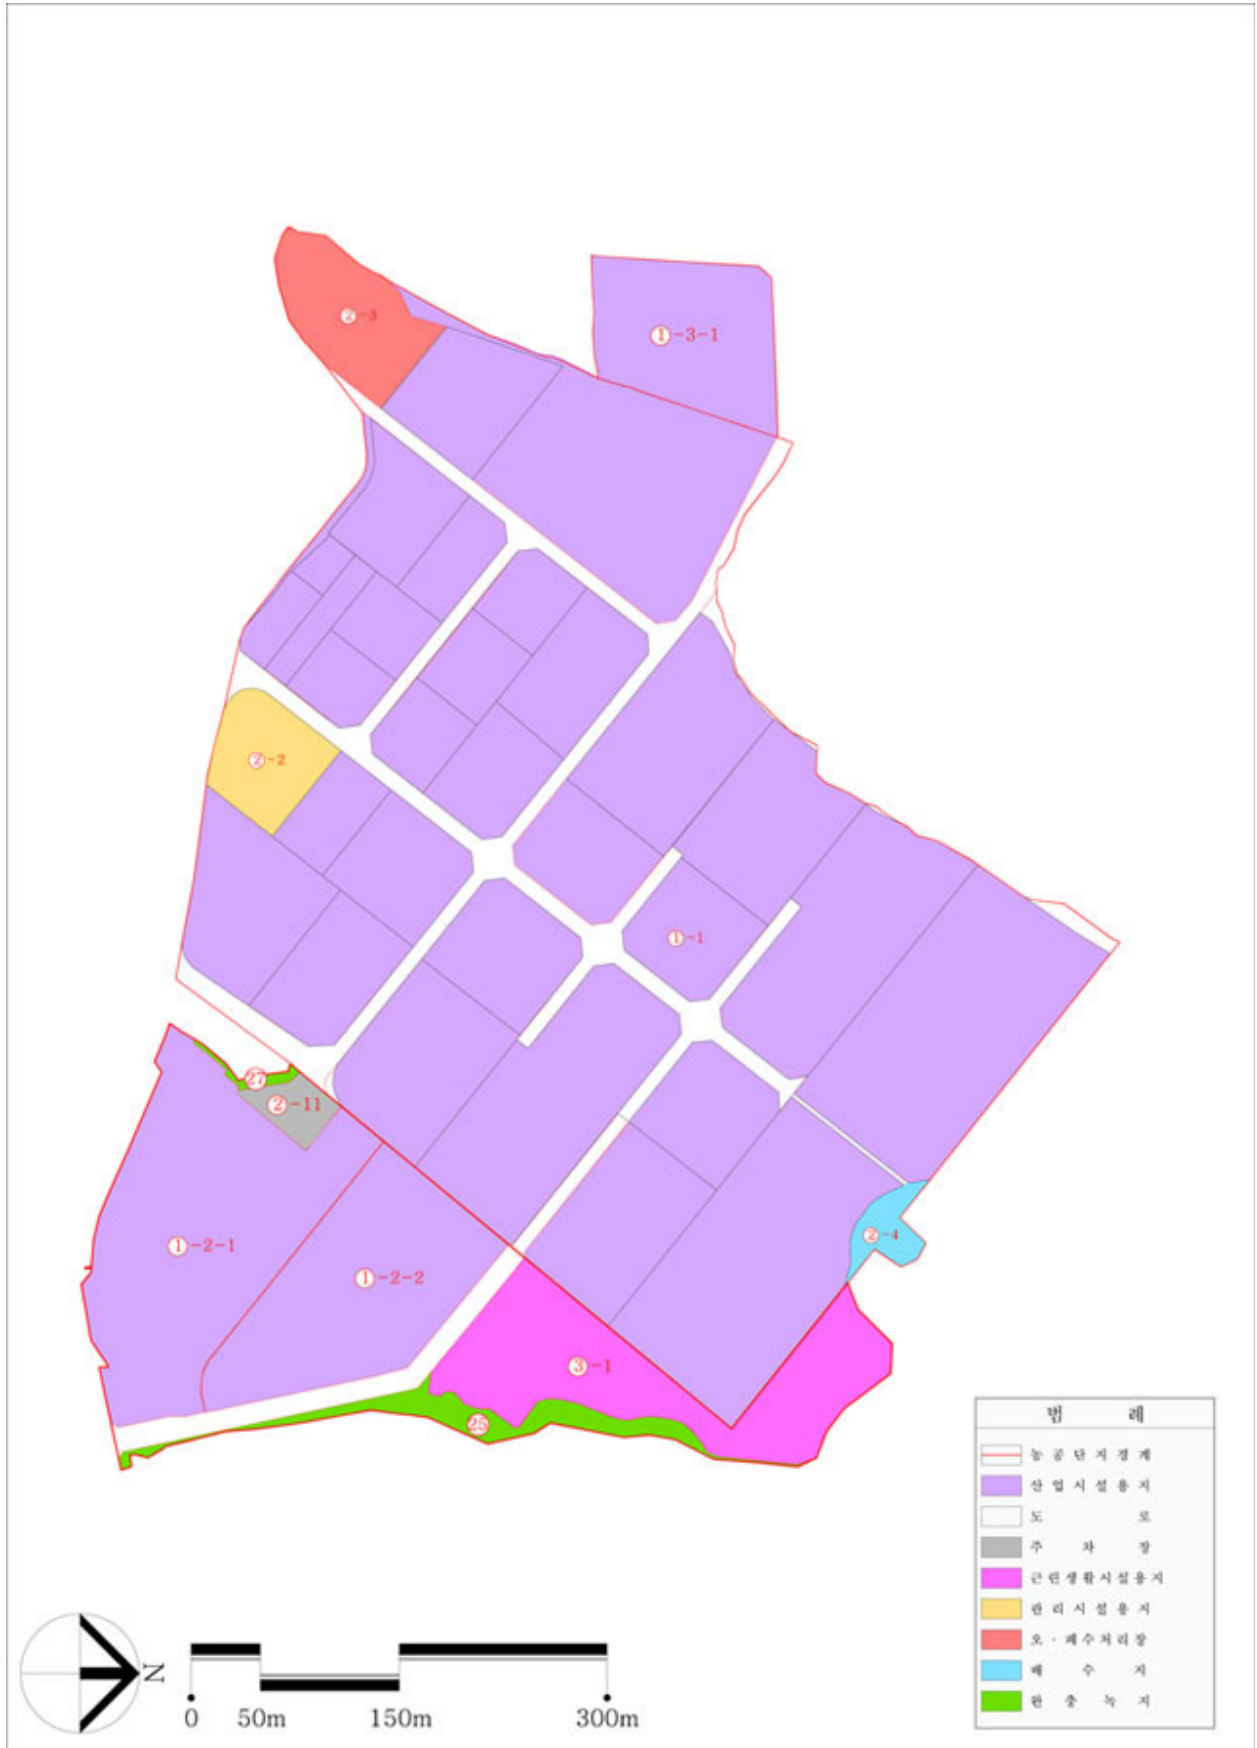 ②-3
①-3-1
②-2
①-1
㉗
②-11
②-4
①-2-1
①-2-2
③-1
㉕
범 례
농공단지경계
산업시설용지
도 로
주 차 장
근린생활시설용지
관리시설용지
오·폐수처리장
배 수 지
완 충 녹 지
N
0 50m 150m 300m